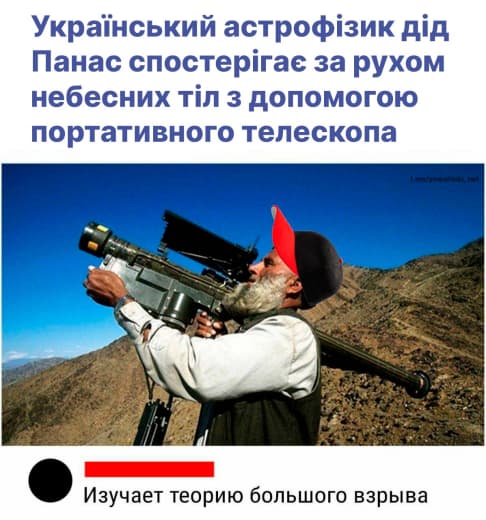 Український астрофізик дід
Панас спостерігає за рухом
небесних тіл з допомогою
портативного телескопа
Изучает теорию большого взрыва